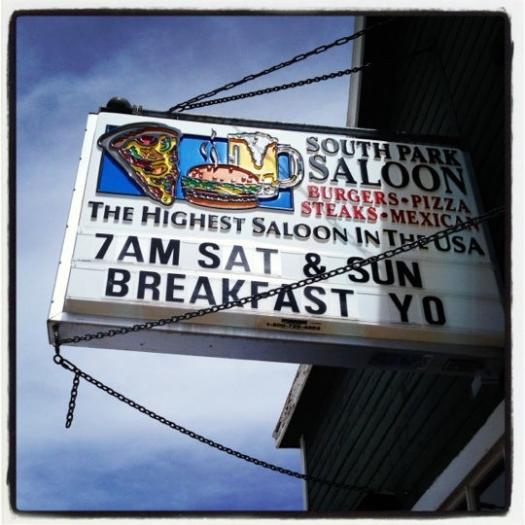 SOUTH PARK
SALOON
BURGERS • PIZZA
STEAKS • MEXICAN
THE HIGHEST SALOON IN THE USA
7AM SAT & SUN
BREAKFAST YO